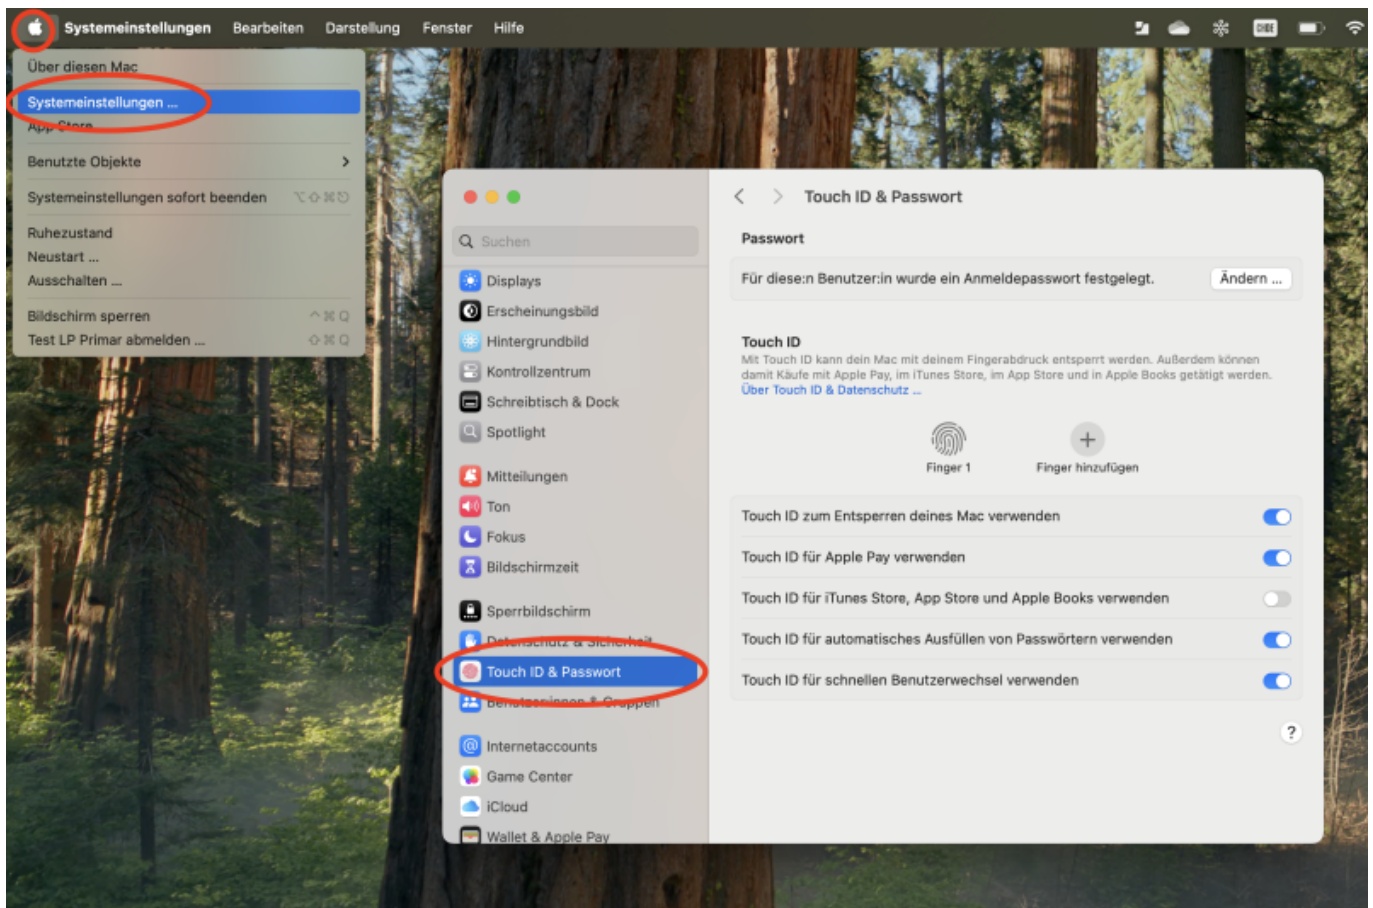 Systemeinstellungen Bearbeiten Darstellung Fenster Hilfe
Über diesen Mac
Systemeinstellungen ...
App Store
Benutzte Objekte
Systemeinstellungen sofort beenden
Ruhezustand
Neustart ...
Ausschalten ...
Bildschirm sperren ^⌘Q
Test LP Primar abmelden ... ⇧⌘Q
Suchen
Displays
Erscheinungsbild
Hintergrundbild
Kontrollzentrum
Schreibtisch & Dock
Spotlight
Mitteilungen
Ton
Fokus
Bildschirmzeit
Sperrbildschirm
Datenschutz & Sicherheit
Touch ID & Passwort
Benutzer:innen & Gruppen
Internetaccounts
Game Center
iCloud
Wallet & Apple Pay
Touch ID & Passwort
Passwort
Für diese:n Benutzer:in wurde ein Anmeldepasswort festgelegt. Ändern ...
Touch ID
Mit Touch ID kann dein Mac mit deinem Fingerabdruck entsperrt werden. Außerdem können
damit Käufe mit Apple Pay, im iTunes Store, im App Store und in Apple Books getätigt werden.
Über Touch ID & Datenschutz ...
Finger 1 Finger hinzufügen
Touch ID zum Entsperren deines Mac verwenden
Touch ID für Apple Pay verwenden
Touch ID für iTunes Store, App Store und Apple Books verwenden
Touch ID für automatisches Ausfüllen von Passwörtern verwenden
Touch ID für schnellen Benutzerwechsel verwenden
?